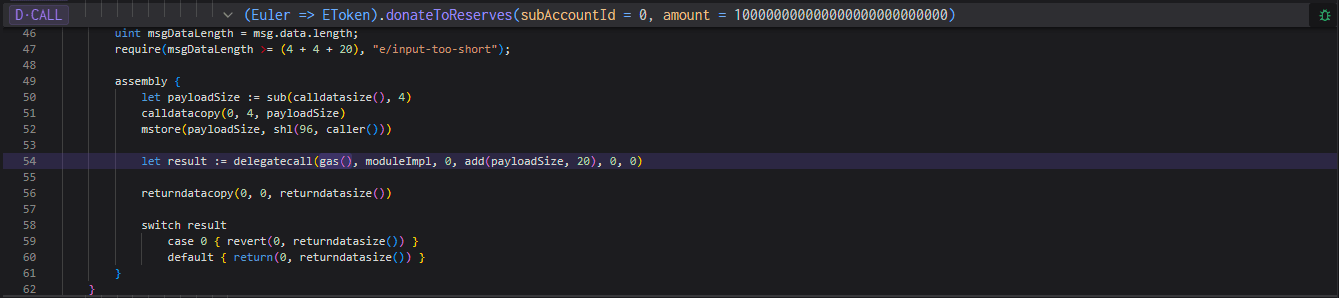 D·CALL (Euler => EToken).donateToReserves(subAccountId = 0, amount = 100000000000000000000000000)
46 uint msgDataLength = msg.data.length;
47 require(msgDataLength >= (4 + 4 + 20), "e/input-too-short");
48
49 assembly {
50 let payloadSize := sub(calldatasize(), 4)
51 calldatacopy(0, 4, payloadSize)
52 mstore(payloadSize, shl(96, caller()))
53
54 let result := delegatecall(gas(), moduleImpl, 0, add(payloadSize, 20), 0, 0)
55
56 returndatacopy(0, 0, returndatasize())
57
58 switch result
59 case 0 { revert(0, returndatasize()) }
60 default { return(0, returndatasize()) }
61 }
62 }